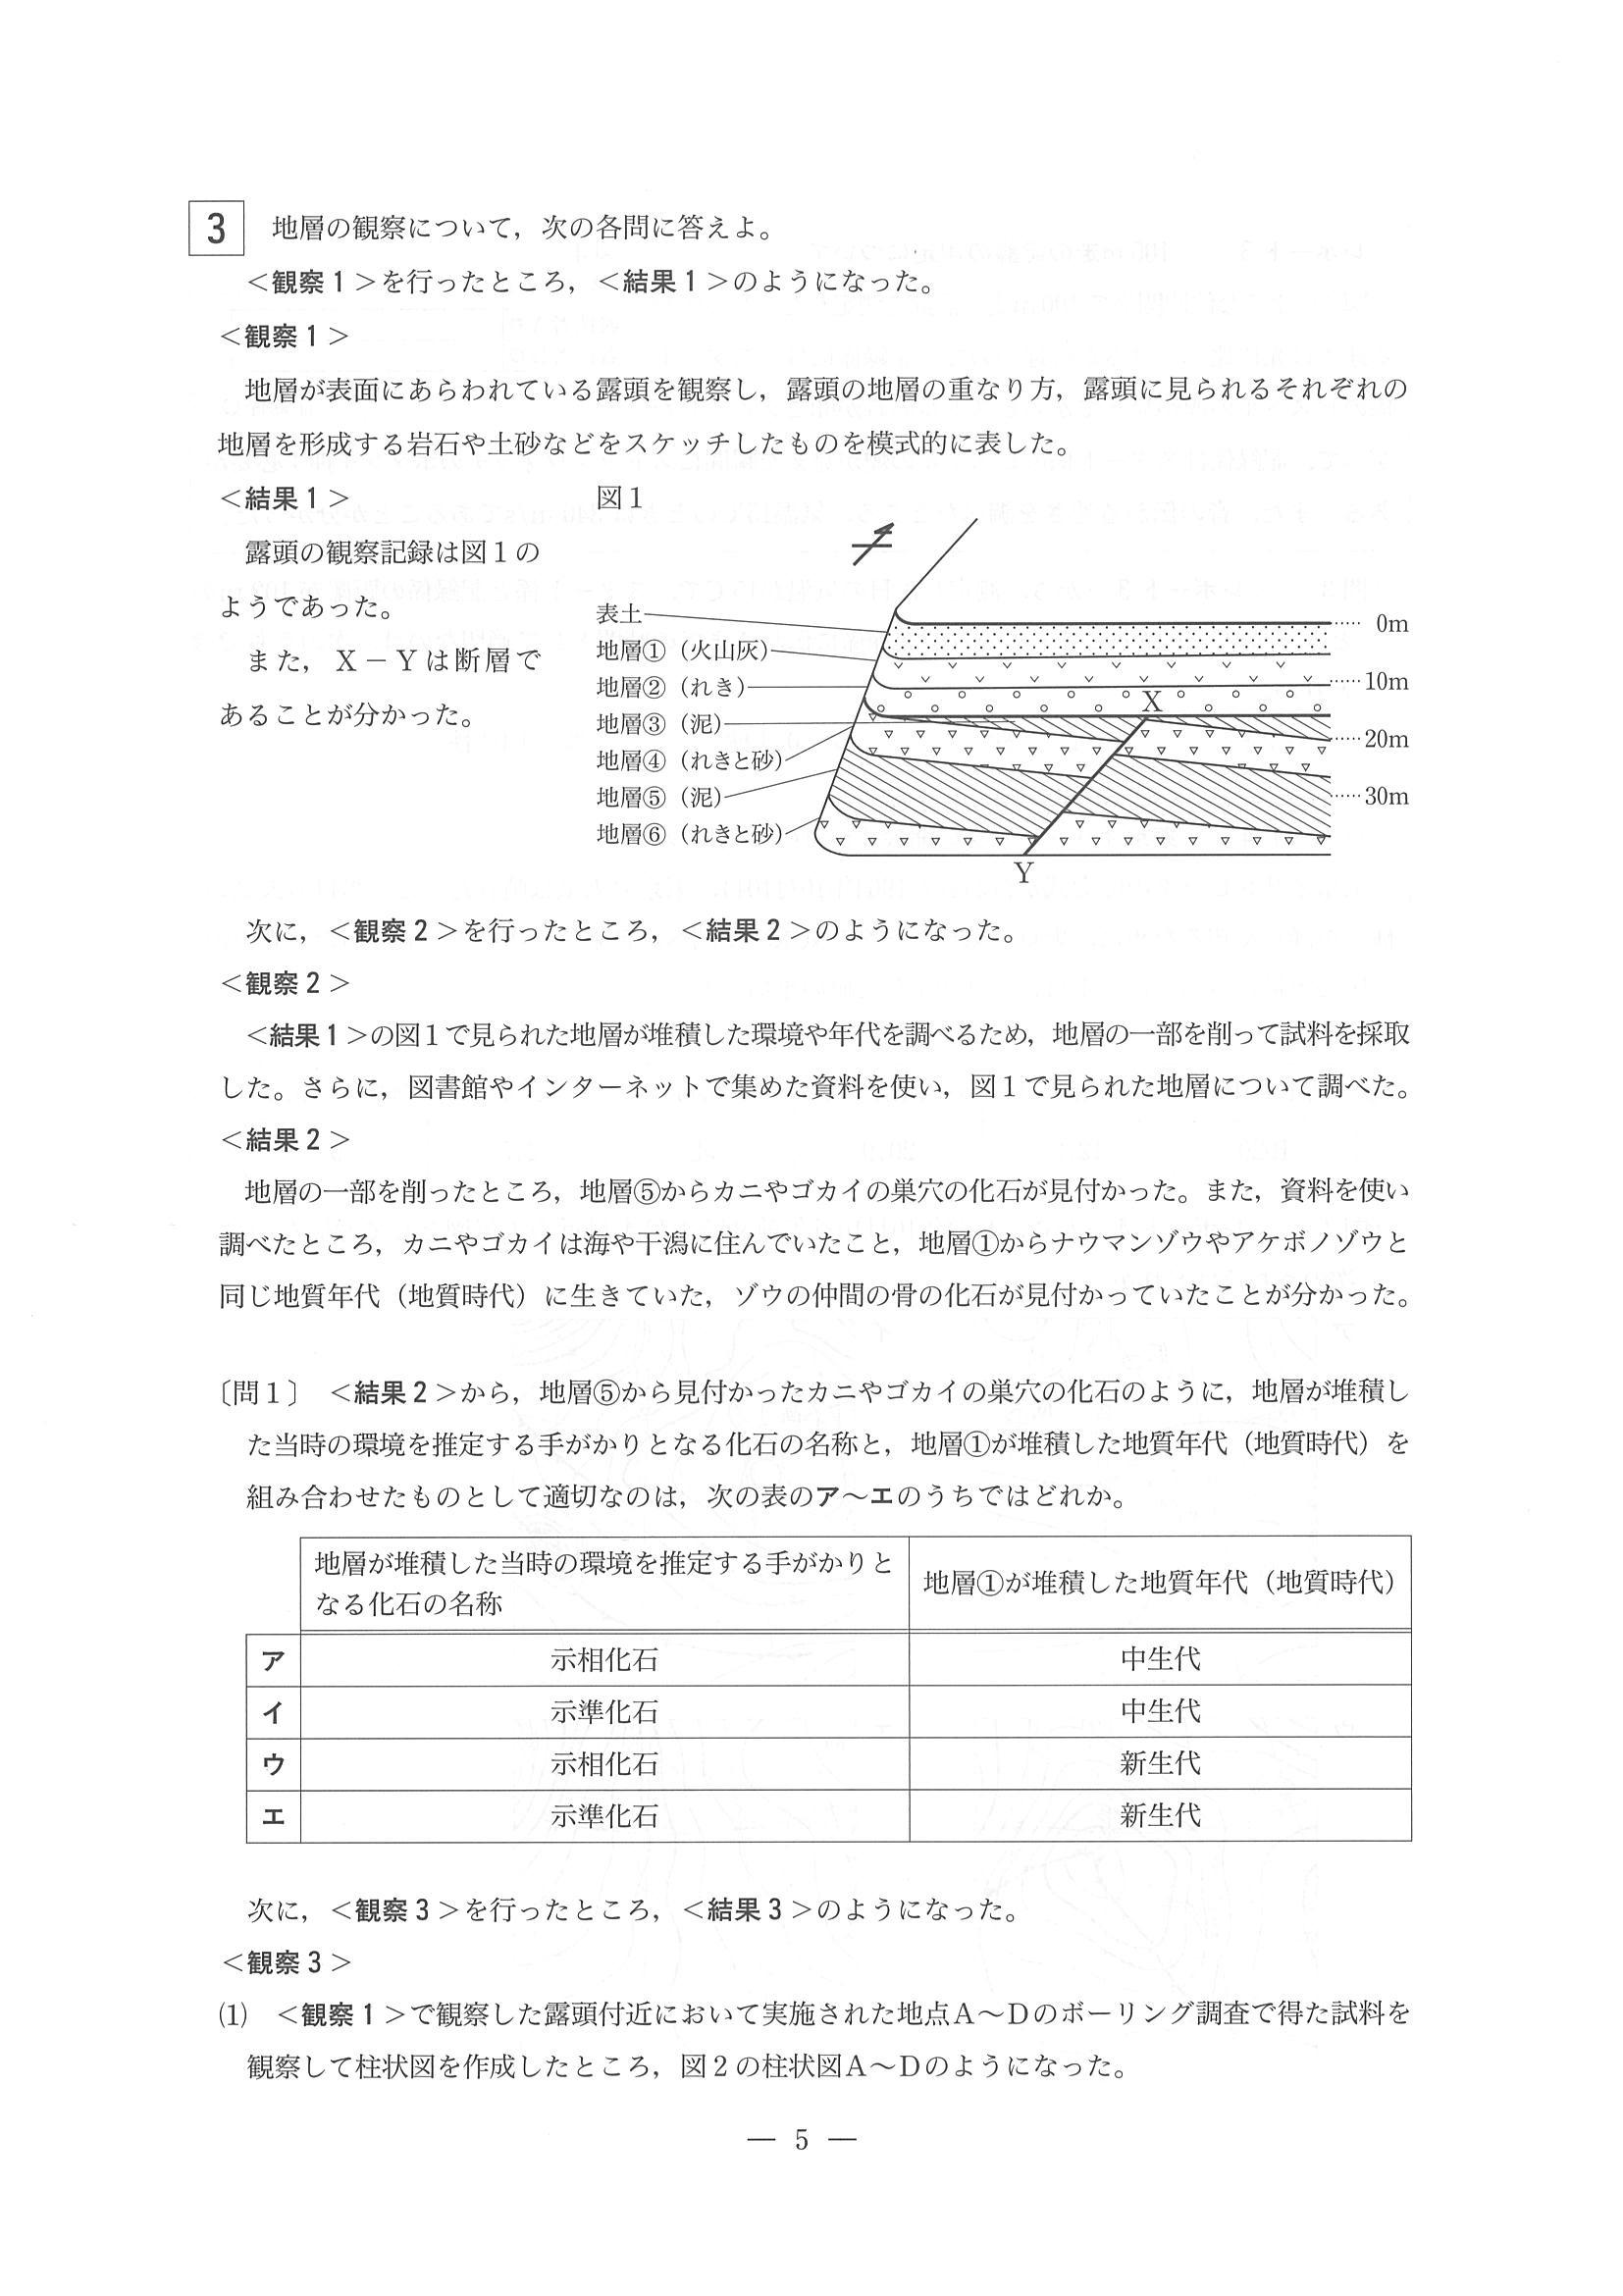 3 地層の観察について，次の各問に答えよ。
＜観察１＞を行ったところ，＜結果１＞のようになった。
＜観察１＞
地層が表面にあらわれている露頭を観察し，露頭の地層の重なり方，露頭に見られるそれぞれの
地層を形成する岩石や土砂などをスケッチしたものを模式的に表した。
＜結果１＞
露頭の観察記録は図１の
ようであった。
また，Ｘ－Ｙは断層で
あることが分かった。
図１
表土
地層①（火山灰）
地層②（れき）
地層③（泥）
地層④（れきと砂）
地層⑤（泥）
地層⑥（れきと砂）
X
Y
0m
10m
20m
30m
次に，＜観察２＞を行ったところ，＜結果２＞のようになった。
＜観察２＞
＜結果１＞の図１で見られた地層が堆積した環境や年代を調べるため，地層の一部を削って試料を採取
した。さらに，図書館やインターネットで集めた資料を使い，図１で見られた地層について調べた。
＜結果２＞
地層の一部を削ったところ，地層⑤からカニやゴカイの巣穴の化石が見付かった。また，資料を使い
調べたところ，カニやゴカイは海や干潟に住んでいたこと，地層①からナウマンゾウやアケボノゾウと
同じ地質年代（地質時代）に生きていた，ゾウの仲間の骨の化石が見付かっていたことが分かった。
〔問１〕 ＜結果２＞から，地層⑤から見付かったカニやゴカイの巣穴の化石のように，地層が堆積し
た当時の環境を推定する手がかりとなる化石の名称と，地層①が堆積した地質年代（地質時代）を
組み合わせたものとして適切なのは，次の表のア～エのうちではどれか。
地層が堆積した当時の環境を推定する手がかりと
なる化石の名称
地層①が堆積した地質年代（地質時代）
ア 示相化石 中生代
イ 示準化石 中生代
ウ 示相化石 新生代
エ 示準化石 新生代
次に，＜観察３＞を行ったところ，＜結果３＞のようになった。
＜観察３＞
⑴ ＜観察１＞で観察した露頭付近において実施された地点Ａ～Ｄのボーリング調査で得た試料を
観察して柱状図を作成したところ，図２の柱状図Ａ～Ｄのようになった。
— 5 —